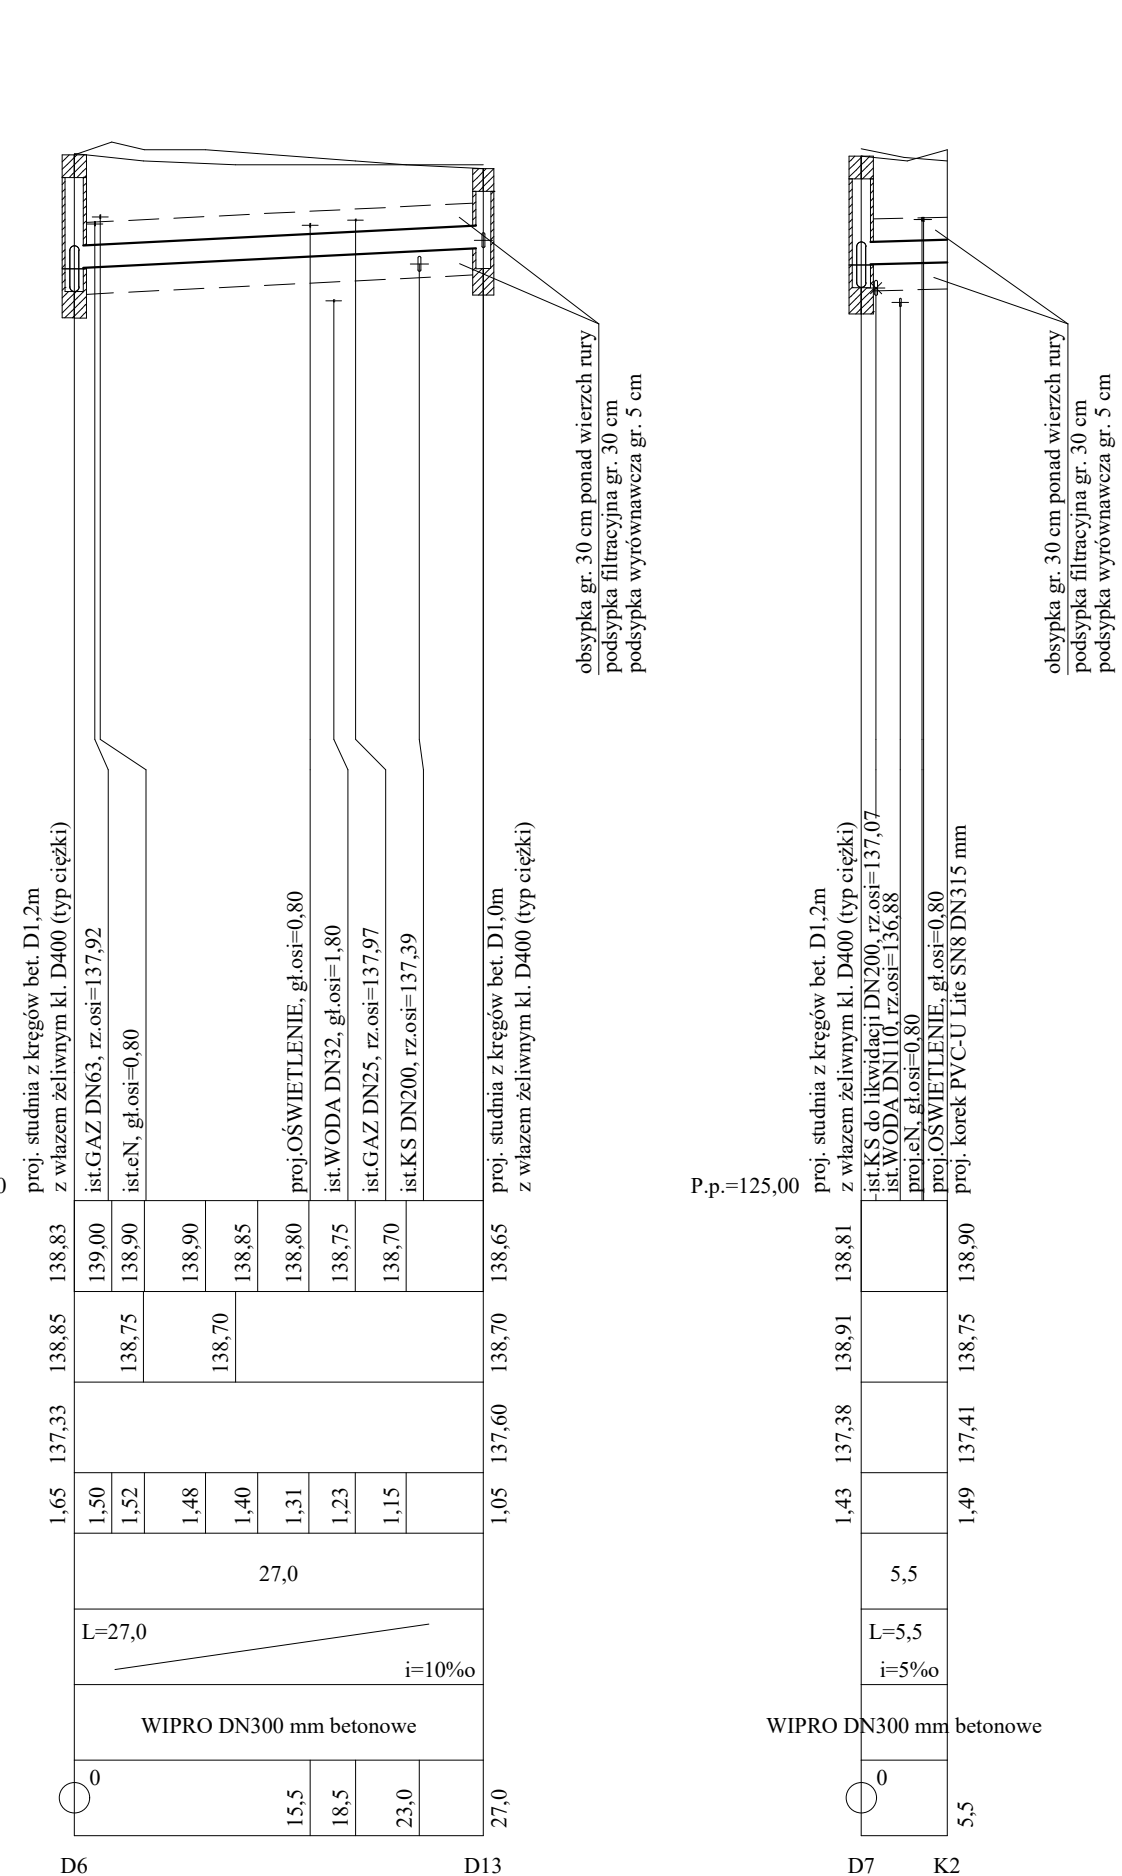 obsypka gr. 30 cm ponad wierzch rury
podsypka filtracyjna gr. 30 cm
podsypka wyrównawcza gr. 5 cm
obsypka gr. 30 cm ponad wierzch rury
podsypka filtracyjna gr. 30 cm
podsypka wyrównawcza gr. 5 cm
0
proj. studnia z kręgów bet. D1,2m
z włazem żeliwnym kl. D400 (typ ciężki)
ist.GAZ DN63, rz.osi=137,92
ist.eN, gł.osi=0,80
proj.OŚWIETLENIE, gł.osi=0,80
ist.WODA DN32, gł.osi=1,80
ist.GAZ DN25, rz.osi=137,97
ist.KS DN200, rz.osi=137,39
proj. studnia z kręgów bet. D1,0m
z włazem żeliwnym kl. D400 (typ ciężki)
P.p.=125,00
proj. studnia z kręgów bet. D1,2m
z włazem żeliwnym kl. D400 (typ ciężki)
ist.KS do likwidacji DN200, rz.osi=137,07
ist.WODA DN110, rz.osi=136,88
proj.eN, gł.osi=0,80
proj.OŚWIETLENIE, gł.osi=0,80
proj. korek PVC-U Lite SN8 DN315 mm
138,83 139,00 138,90 138,90 138,85 138,80 138,75 138,70 138,65
138,81 138,90
138,85 138,75 138,70 138,70
138,91 138,75
137,33 137,60
137,38 137,41
1,65 1,50 1,52 1,48 1,40 1,31 1,23 1,15 1,05
1,43 1,49
27,0
5,5
L=27,0
i=10%o
L=5,5
i=5%o
WIPRO DN300 mm betonowe
WIPRO DN300 mm betonowe
0 15,5 18,5 23,0 27,0
0 5,5
D6 D13
D7 K2